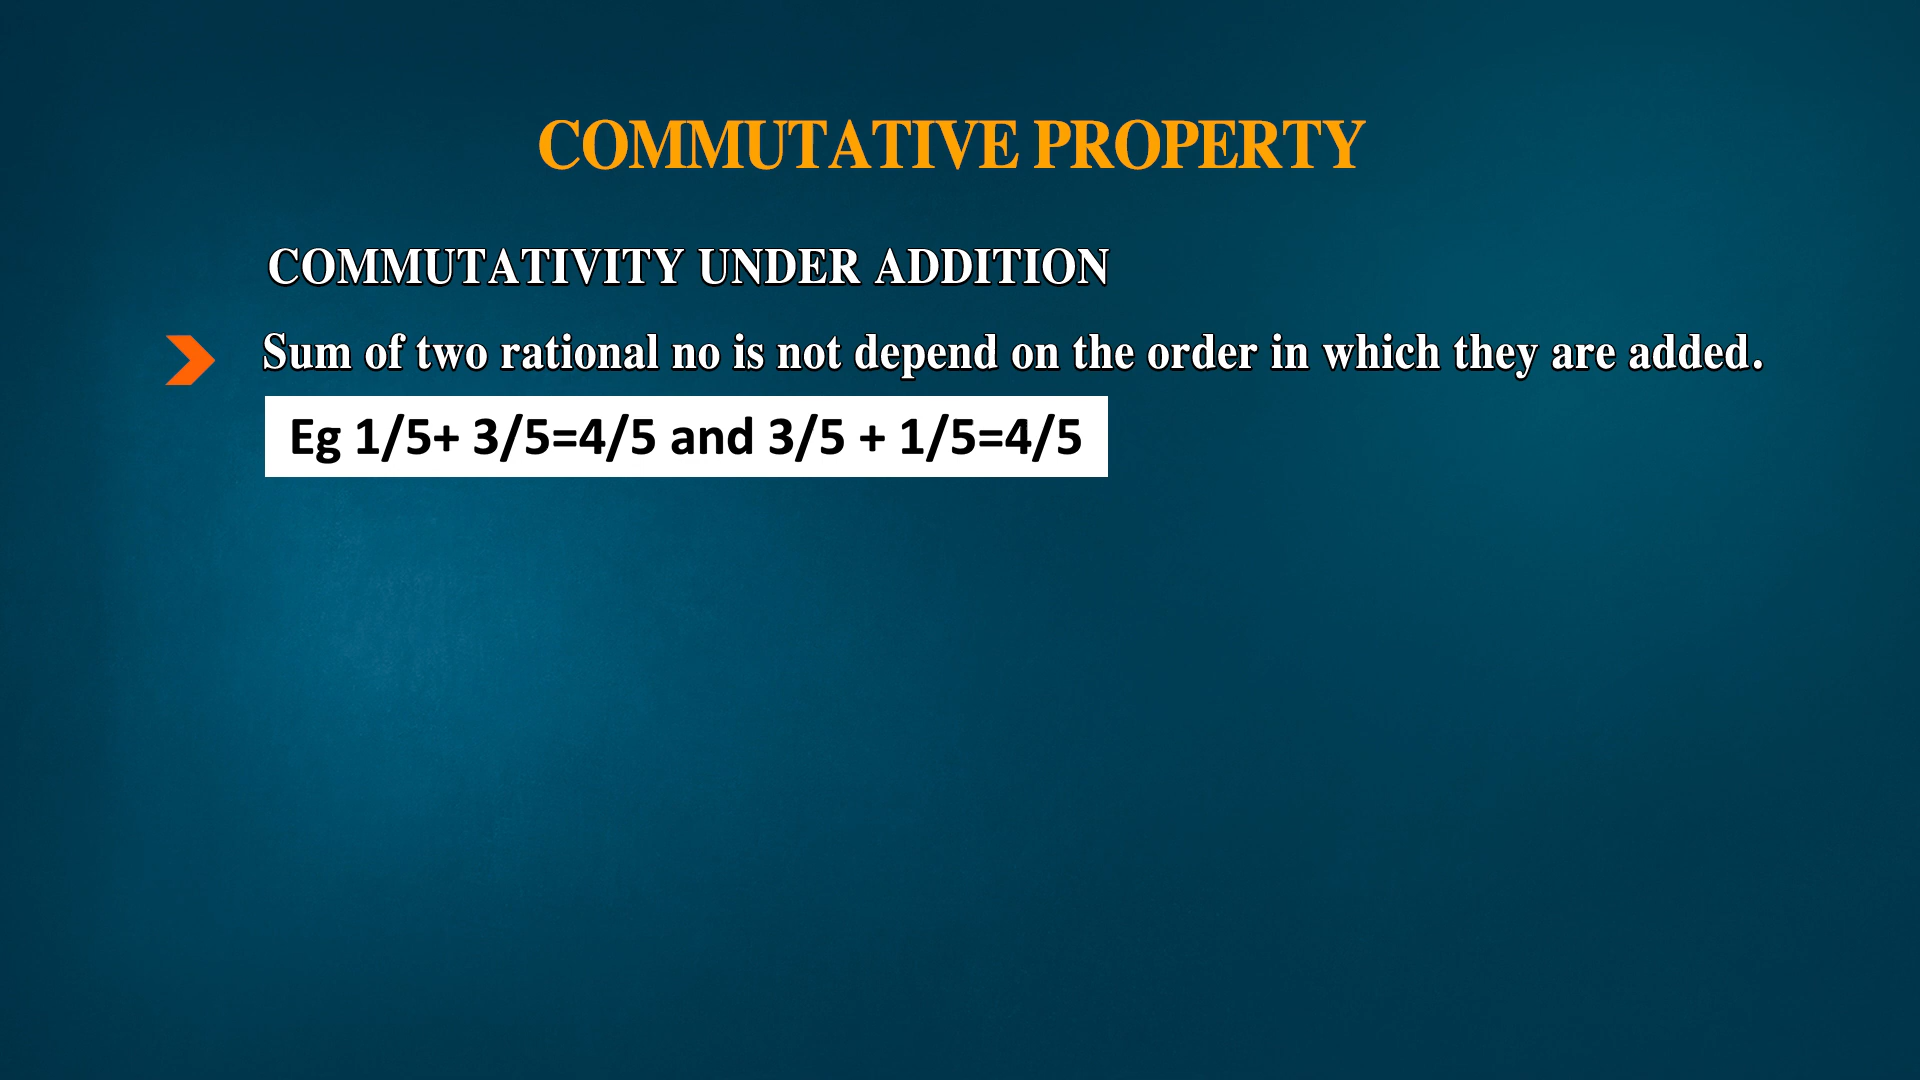 COMMUTATIVE PROPERTY
COMMUTATIVITY UNDER ADDITION
Sum of two rational no is not depend on the order in which they are added.
Eg 1/5+ 3/5=4/5 and 3/5 + 1/5=4/5